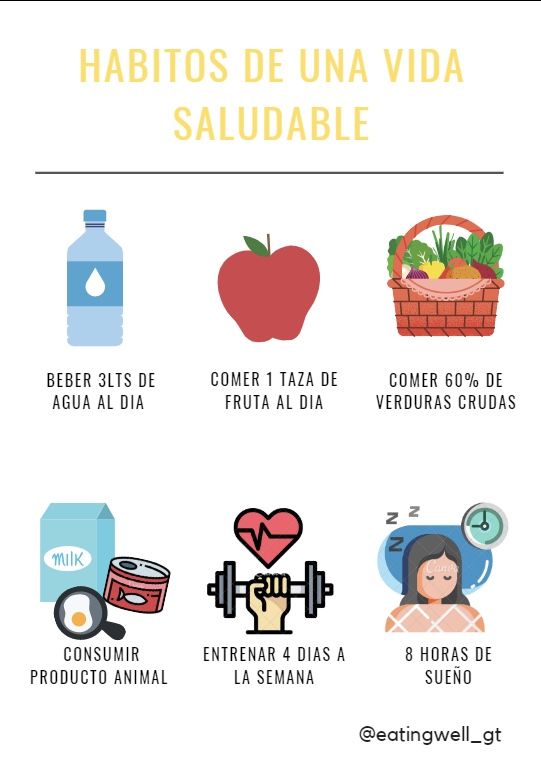 HABITOS DE UNA VIDA
SALUDABLE
BEBER 3LTS DE
AGUA AL DIA
COMER 1 TAZA DE
FRUTA AL DIA
COMER 60% DE
VERDURAS CRUDAS
milk
CONSUMIR
PRODUCTO ANIMAL
ENTRENAR 4 DIAS A
LA SEMANA
Z Z
Z
Canva
8 HORAS DE
SUEÑO
@eatingwell_gt